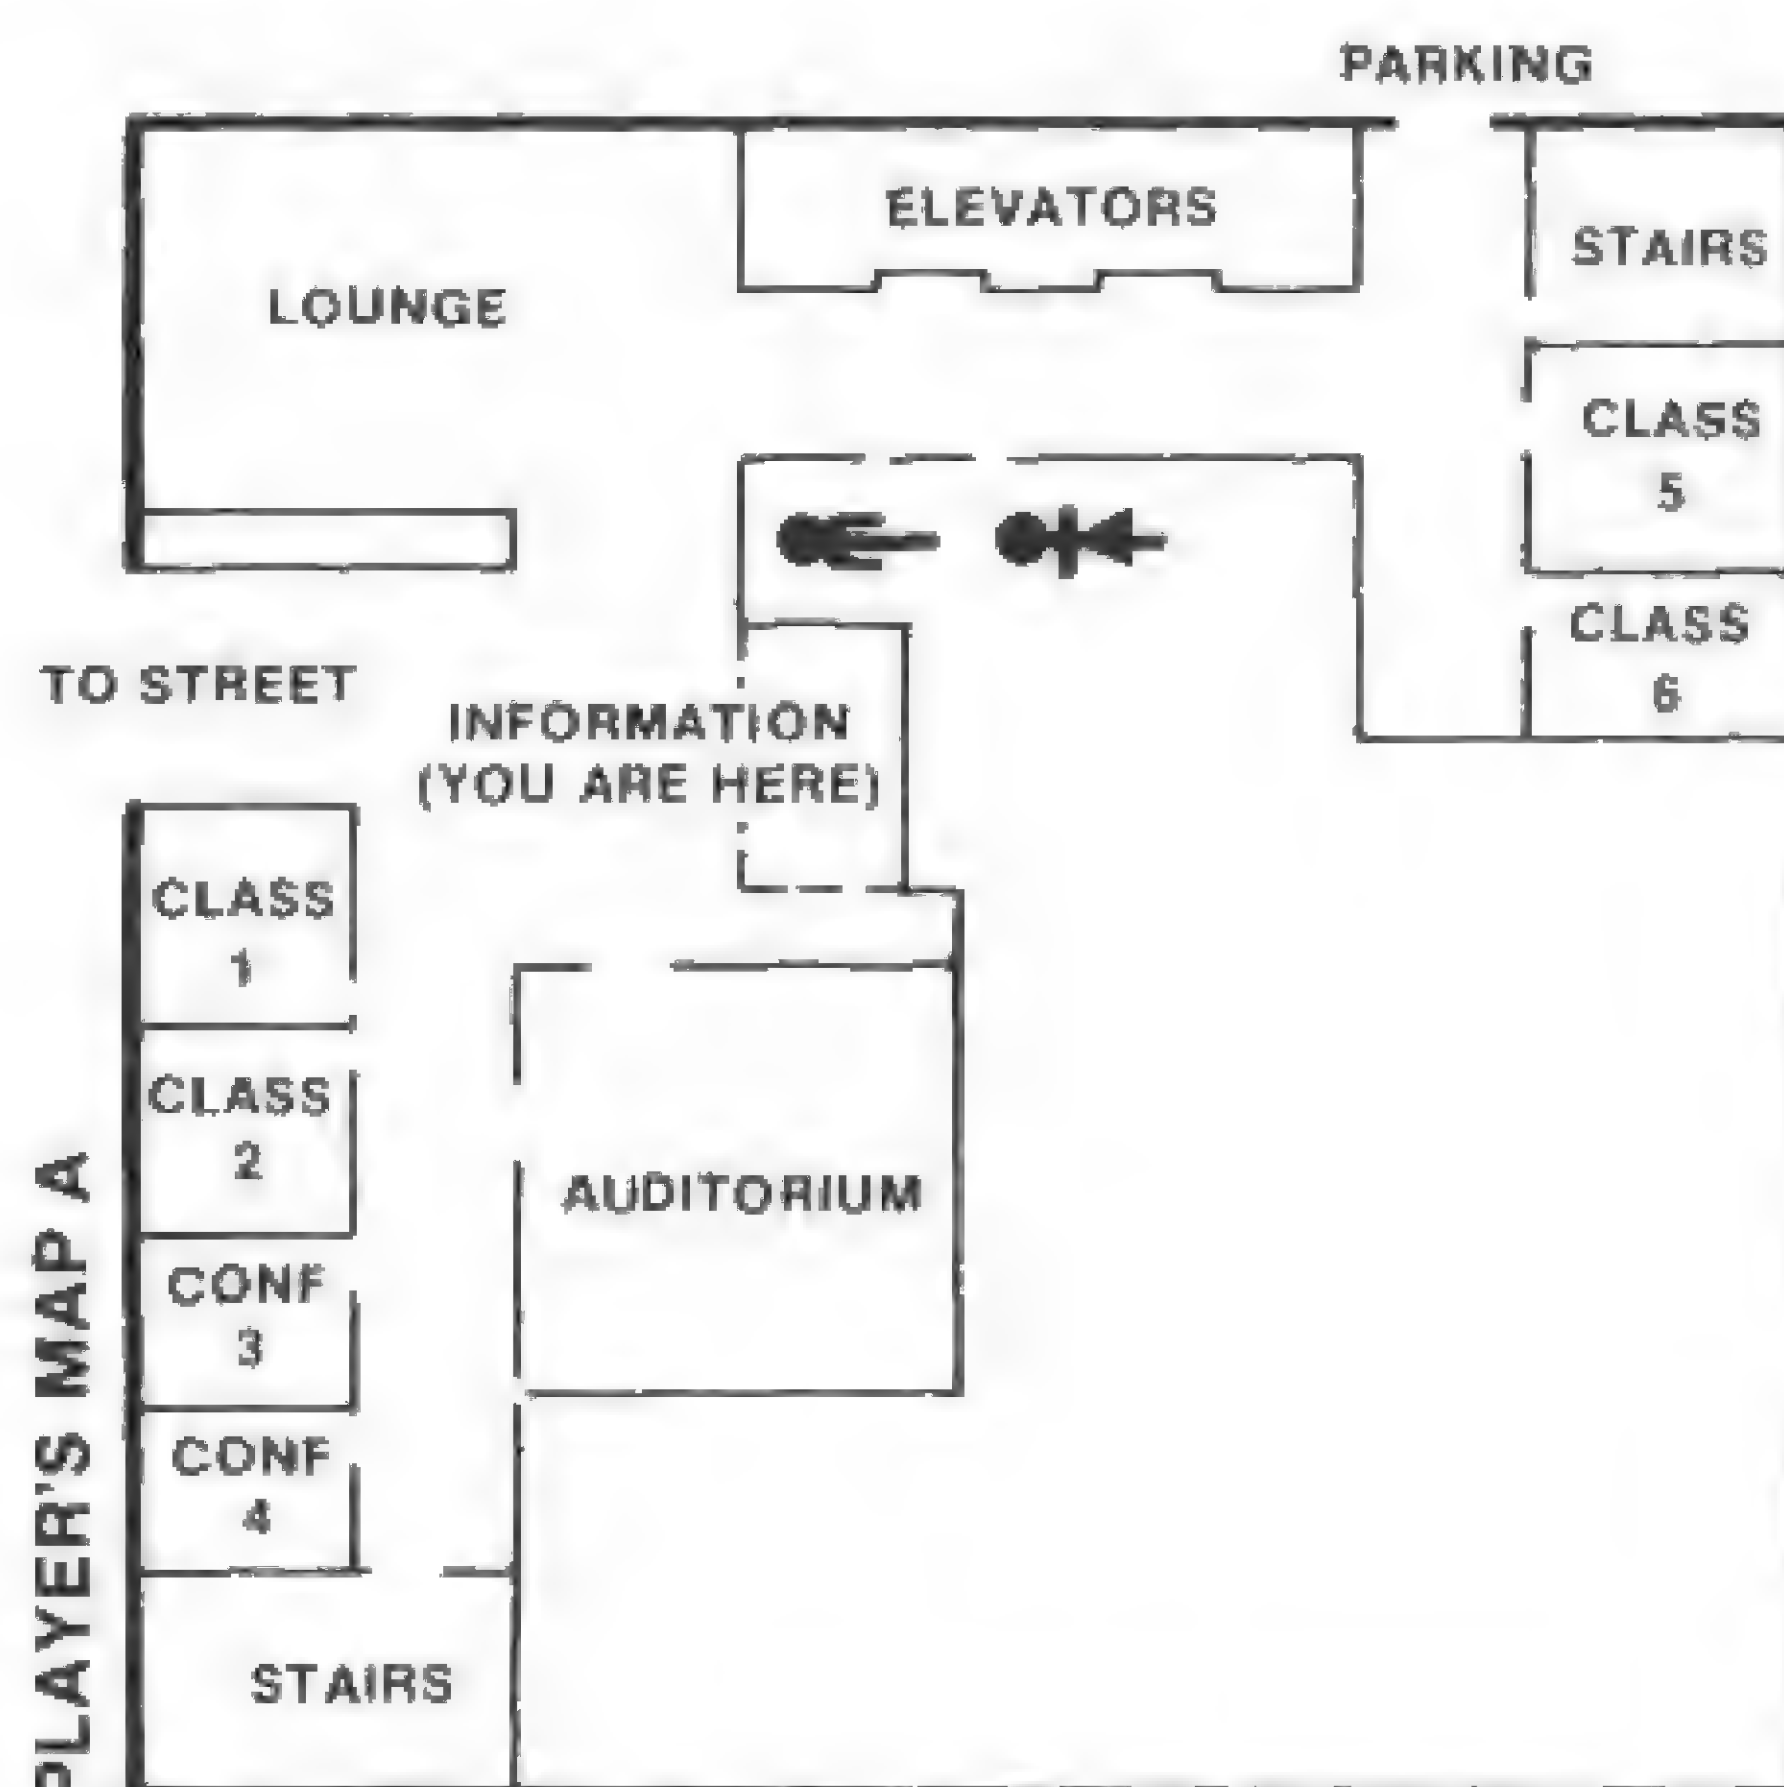 PARKING
ELEVATORS
STAIRS
LOUNGE
CLASS
5
CLASS
6
TO STREET
INFORMATION
(YOU ARE HERE)
CLASS
1
CLASS
2
AUDITORIUM
CONF
3
CONF
4
STAIRS
PLAYER'S MAP A